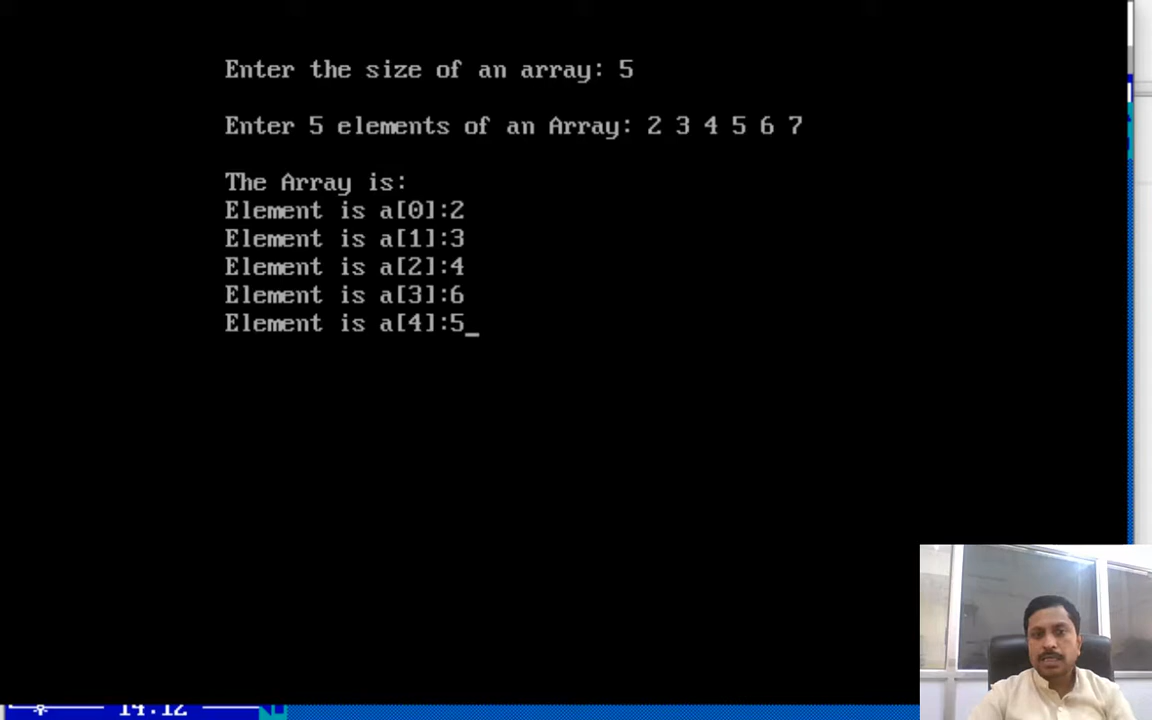 Enter the size of an array: 5
Enter 5 elements of an Array: 2 3 4 5 6 7
The Array is:
Element is a[0]:2
Element is a[1]:3
Element is a[2]:4
Element is a[3]:6
Element is a[4]:5_
14:12